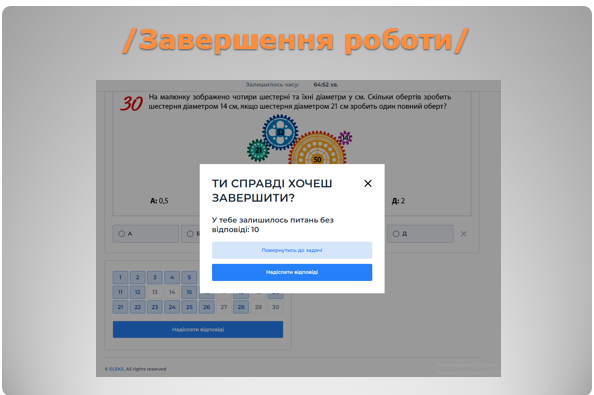 /Завершення роботи/
Залишилось часу: 64:52 хв.
30 На малюнку зображено чотири шестерні та їхні діаметри у см. Скільки обертів зробить
шестерня діаметром 14 см, якщо шестерня діаметром 21 см зробить один повний оберт?
21
14
50
ТИ СПРАВДІ ХОЧЕШ
ЗАВЕРШИТИ?
У тебе залишилось питань без
відповіді: 10
Повернутись до задачі
Надіслати відповіді
А: 0,5
Д: 2
А
Д
1 2 3 4 5
11 12 13 14 15 16
21 22 23 24 25 26 27 28 29 30
Надіслати відповіді
© ELEKS. All rights reserved